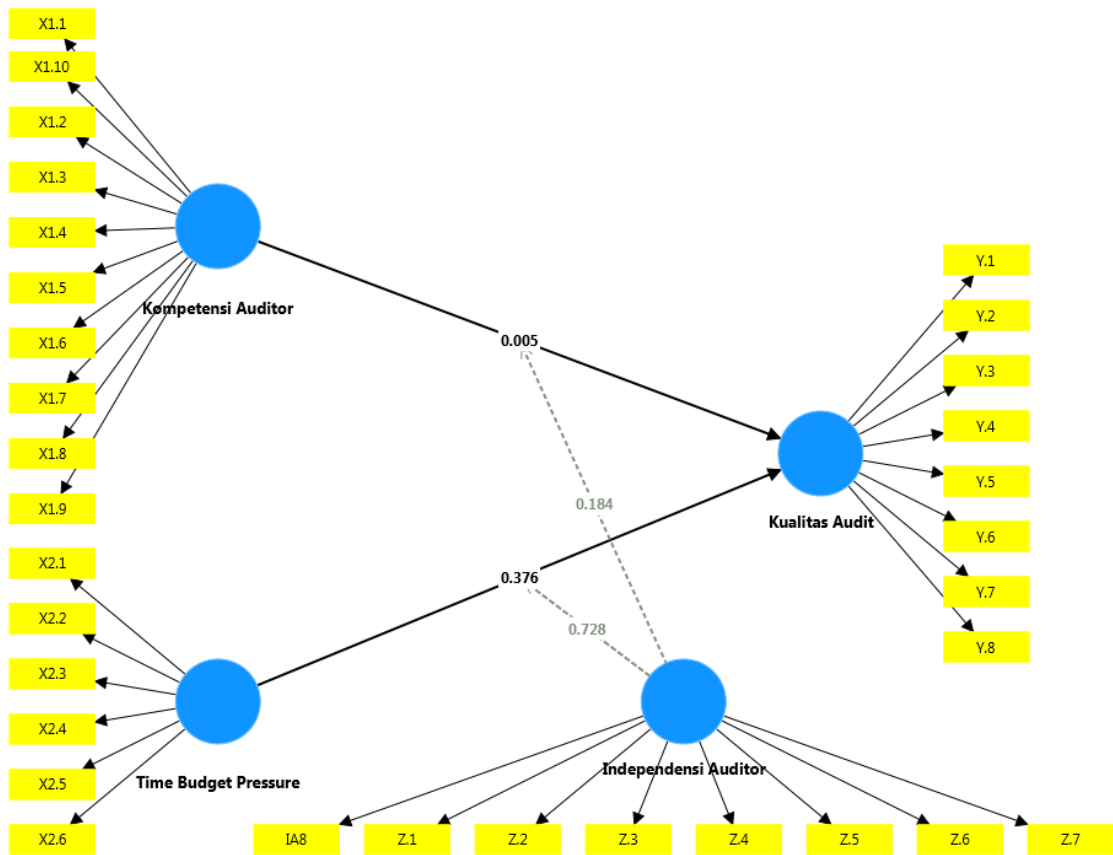 X1.1
X1.10
X1.2
X1.3
X1.4
X1.5
X1.6
X1.7
X1.8
X1.9
Kompetensi Auditor
0.005
0.184
Y.1
Y.2
Y.3
Y.4
Y.5
Y.6
Y.7
Y.8
Kualitas Audit
X2.1
X2.2
X2.3
X2.4
X2.5
X2.6
Time Budget Pressure
0.376
0.728
Independensi Auditor
IA8
Z.1
Z.2
Z.3
Z.4
Z.5
Z.6
Z.7